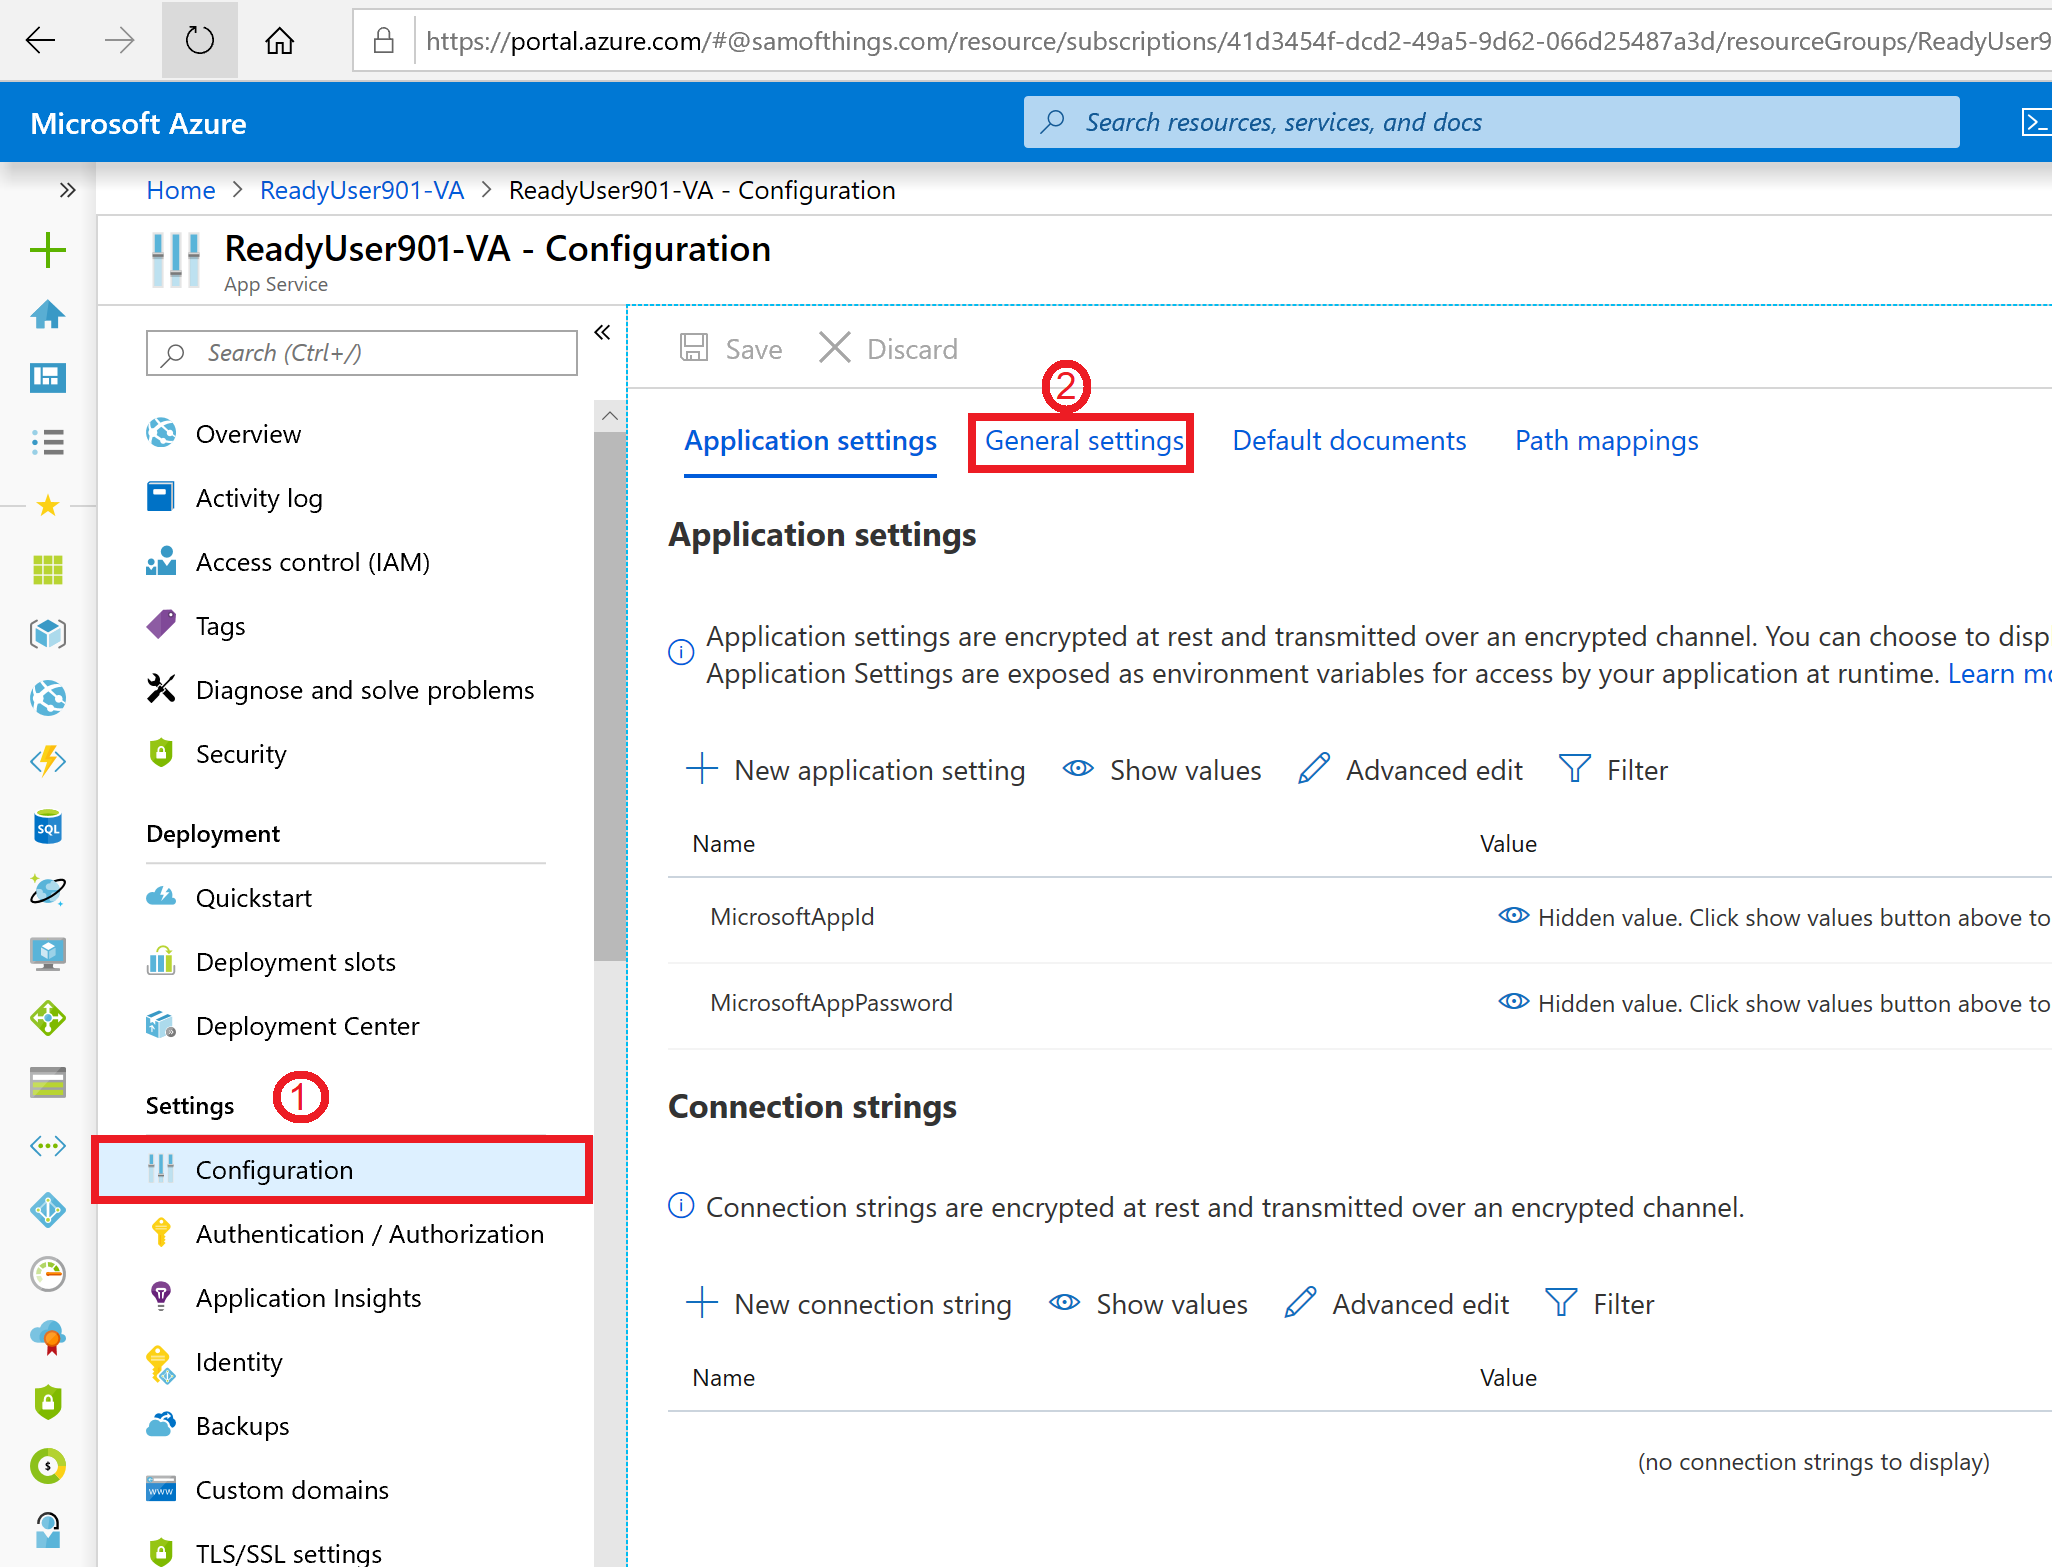 https://portal.azure.com/#@samofthings.com/resource/subscriptions/41d3454f-dcd2-49a5-9d62-066d25487a3d/resourceGroups/ReadyUser9
Microsoft Azure
Search resources, services, and docs
Home > ReadyUser901-VA > ReadyUser901-VA - Configuration
ReadyUser901-VA - Configuration
App Service
Search (Ctrl+/)
Overview
Activity log
Access control (IAM)
Tags
Diagnose and solve problems
Security
Deployment
Quickstart
Deployment slots
Deployment Center
Settings
1
Configuration
Authentication / Authorization
Application Insights
Identity
Backups
Custom domains
TLS/SSL settings
SQL
$
www
Save
Discard
2
Application settings
General settings
Default documents
Path mappings
Application settings
Application settings are encrypted at rest and transmitted over an encrypted channel. You can choose to disp
Application Settings are exposed as environment variables for access by your application at runtime. Learn mo
New application setting
Show values
Advanced edit
Filter
Name Value
MicrosoftAppId Hidden value. Click show values button above to
MicrosoftAppPassword Hidden value. Click show values button above to
Connection strings
Connection strings are encrypted at rest and transmitted over an encrypted channel.
New connection string
Show values
Advanced edit
Filter
Name Value
(no connection strings to display)